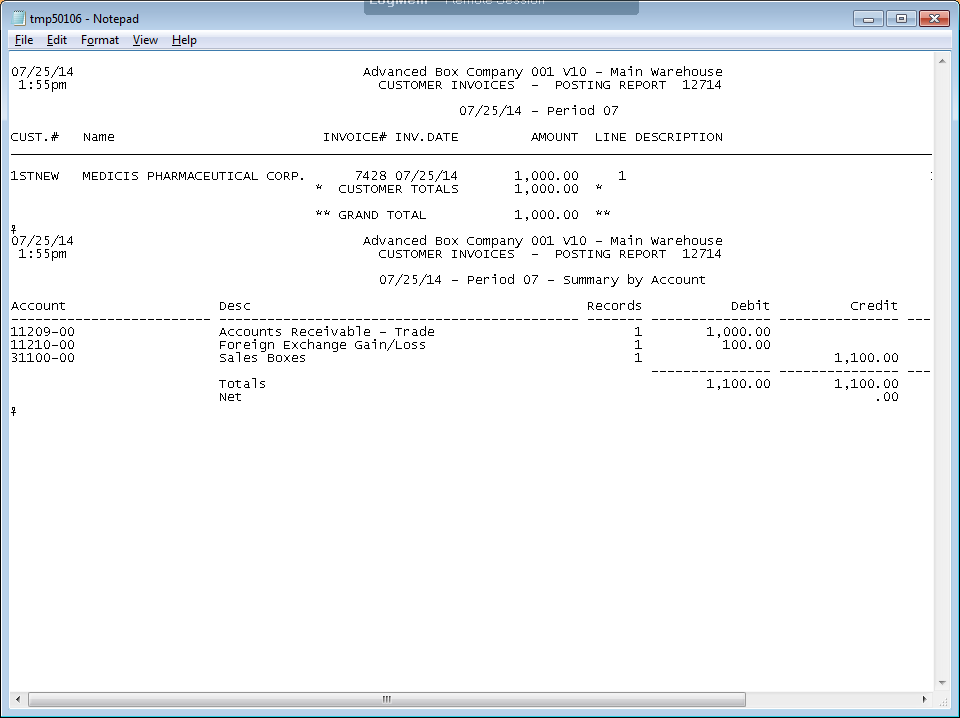 LogMeIn - Remote Session
tmp50106 - Notepad
File Edit Format View Help
07/25/14 Advanced Box Company 001 V10 - Main Warehouse
1:55pm CUSTOMER INVOICES - POSTING REPORT 12714
07/25/14 - Period 07
CUST.# Name INVOICE# INV.DATE AMOUNT LINE DESCRIPTION
1STNEW MEDICIS PHARMACEUTICAL CORP. 7428 07/25/14 1,000.00 1
* CUSTOMER TOTALS 1,000.00 *
** GRAND TOTAL 1,000.00 **
07/25/14 Advanced Box Company 001 V10 - Main Warehouse
1:55pm CUSTOMER INVOICES - POSTING REPORT 12714
07/25/14 - Period 07 - Summary by Account
Account Desc Records Debit Credit
11209-00 Accounts Receivable - Trade 1 1,000.00
11210-00 Foreign Exchange Gain/Loss 1 100.00
31100-00 Sales Boxes 1 1,100.00
Totals 1,100.00 1,100.00
Net .00